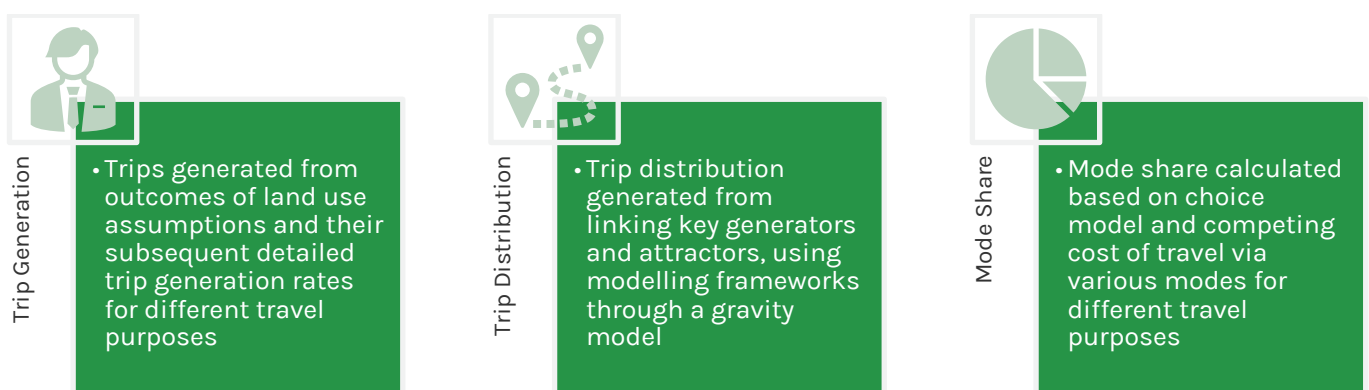 Trip Generation
• Trips generated from
outcomes of land use
assumptions and their
subsequent detailed
trip generation rates
for different travel
purposes
Trip Distribution
• Trip distribution
generated from
linking key generators
and attractors, using
modelling frameworks
through a gravity
model
Mode Share
• Mode share calculated
based on choice
model and competing
cost of travel via
various modes for
different travel
purposes